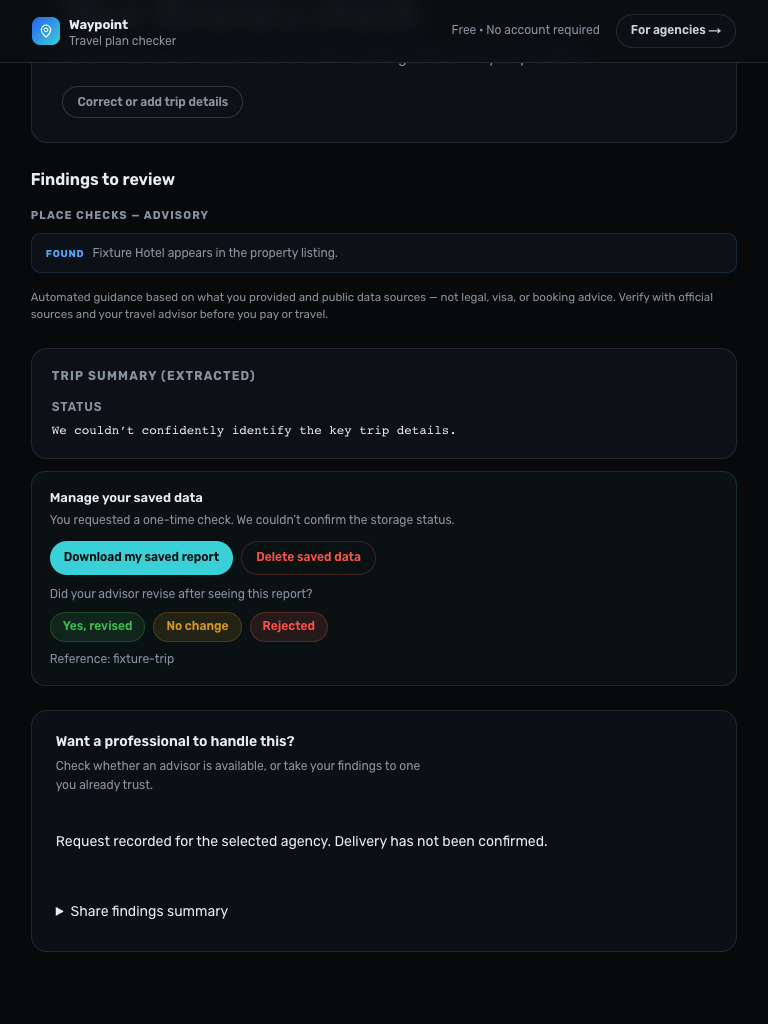 Waypoint
Travel plan checker
Free • No account required
For agencies →
Correct or add trip details
Findings to review
PLACE CHECKS — ADVISORY
FOUND Fixture Hotel appears in the property listing.
Automated guidance based on what you provided and public data sources — not legal, visa, or booking advice. Verify with official
sources and your travel advisor before you pay or travel.
TRIP SUMMARY (EXTRACTED)
STATUS
We couldn’t confidently identify the key trip details.
Manage your saved data
You requested a one-time check. We couldn’t confirm the storage status.
Download my saved report
Delete saved data
Did your advisor revise after seeing this report?
Yes, revised
No change
Rejected
Reference: fixture-trip
Want a professional to handle this?
Check whether an advisor is available, or take your findings to one
you already trust.
Request recorded for the selected agency. Delivery has not been confirmed.
▶ Share findings summary